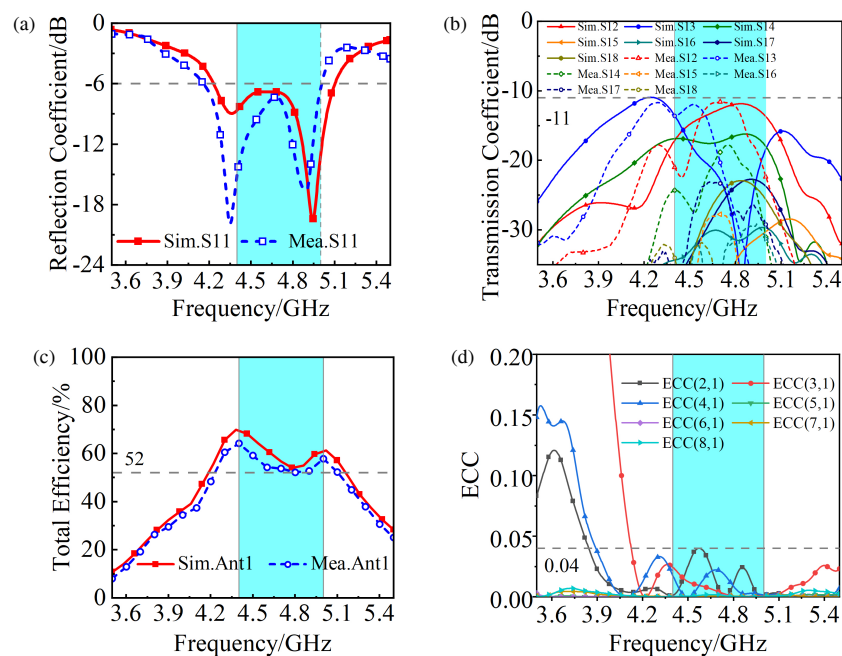 (a)
Reflection Coefficient/dB
0
-6
-12
-18
-24
Sim.S11 Mea.S11
3.6 3.9 4.2 4.5 4.8 5.1 5.4
Frequency/GHz
(b)
Transmission Coefficient/dB
0
-10
-20
-30
Sim.S12 Sim.S13 Sim.S14
Sim.S15 Sim.S16 Sim.S17
Sim.S18 Mea.S12 Mea.S13
Mea.S14 Mea.S15 Mea.S16
Mea.S17 Mea.S18
-11
3.6 3.9 4.2 4.5 4.8 5.1 5.4
Frequency/GHz
(c)
Total Efficiency/%
100
80
60
40
20
0
52
Sim.Ant1 Mea.Ant1
3.6 3.9 4.2 4.5 4.8 5.1 5.4
Frequency/GHz
(d)
ECC
0.20
0.15
0.10
0.05
0.00
ECC(2,1) ECC(3,1)
ECC(4,1) ECC(5,1)
ECC(6,1) ECC(7,1)
ECC(8,1)
0.04
3.6 3.9 4.2 4.5 4.8 5.1 5.4
Frequency/GHz